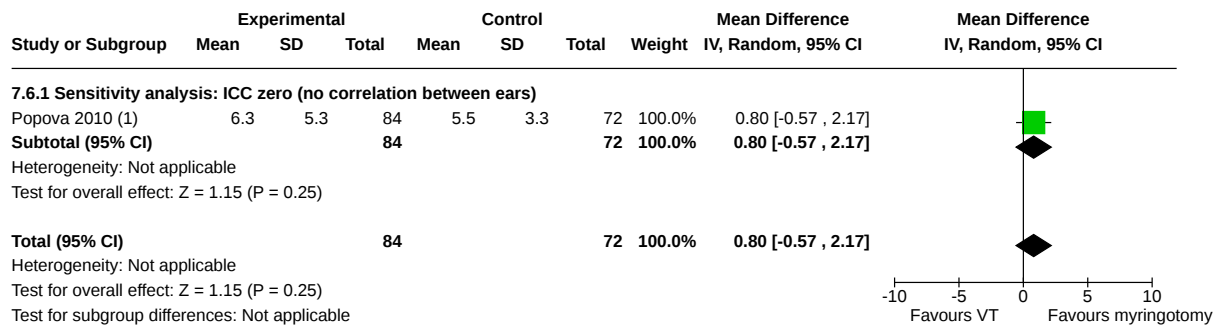 Experimental Control Mean Difference Mean Difference
Study or Subgroup Mean SD Total Mean SD Total Weight IV, Random, 95% CI IV, Random, 95% CI
7.6.1 Sensitivity analysis: ICC zero (no correlation between ears)
Popova 2010 (1) 6.3 5.3 84 5.5 3.3 72 100.0% 0.80 [-0.57 , 2.17]
Subtotal (95% CI) 84 72 100.0% 0.80 [-0.57 , 2.17]
Heterogeneity: Not applicable
Test for overall effect: Z = 1.15 (P = 0.25)
Total (95% CI) 84 72 100.0% 0.80 [-0.57 , 2.17]
Heterogeneity: Not applicable
Test for overall effect: Z = 1.15 (P = 0.25)
-10 -5 0 5 10
Test for subgroup differences: Not applicable Favours VT Favours myringotomy